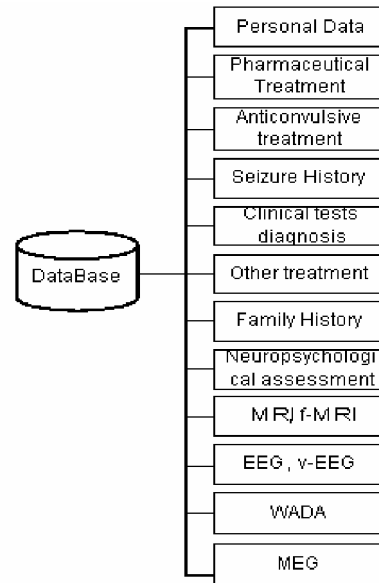 Personal Data
Pharmaceutical
Treatment
Anticonvulsive
treatment
Seizure History
Clinical tests
diagnosis
DataBase
Other treatment
Family History
Neuropsychologi
cal assessment
MRI, f-MRI
EEG , v-EEG
WADA
MEG